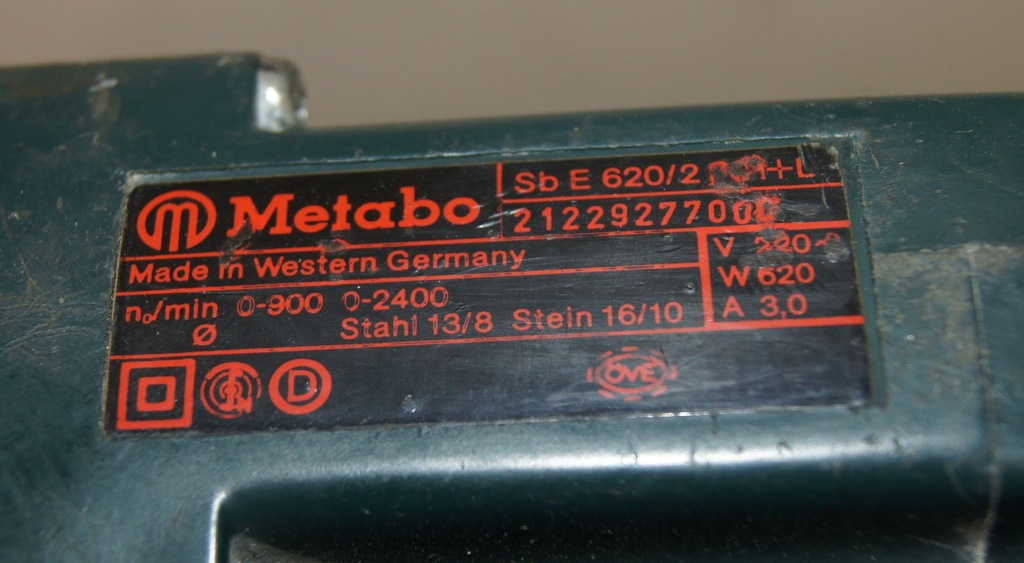 Metabo
Sb E 620/2
Made in Western Germany
n₀/min 0-900 0-2400
Ø Stahl 13/8 Stein 16/10
V 220~
W 620
A 3,0
D
ÖVE